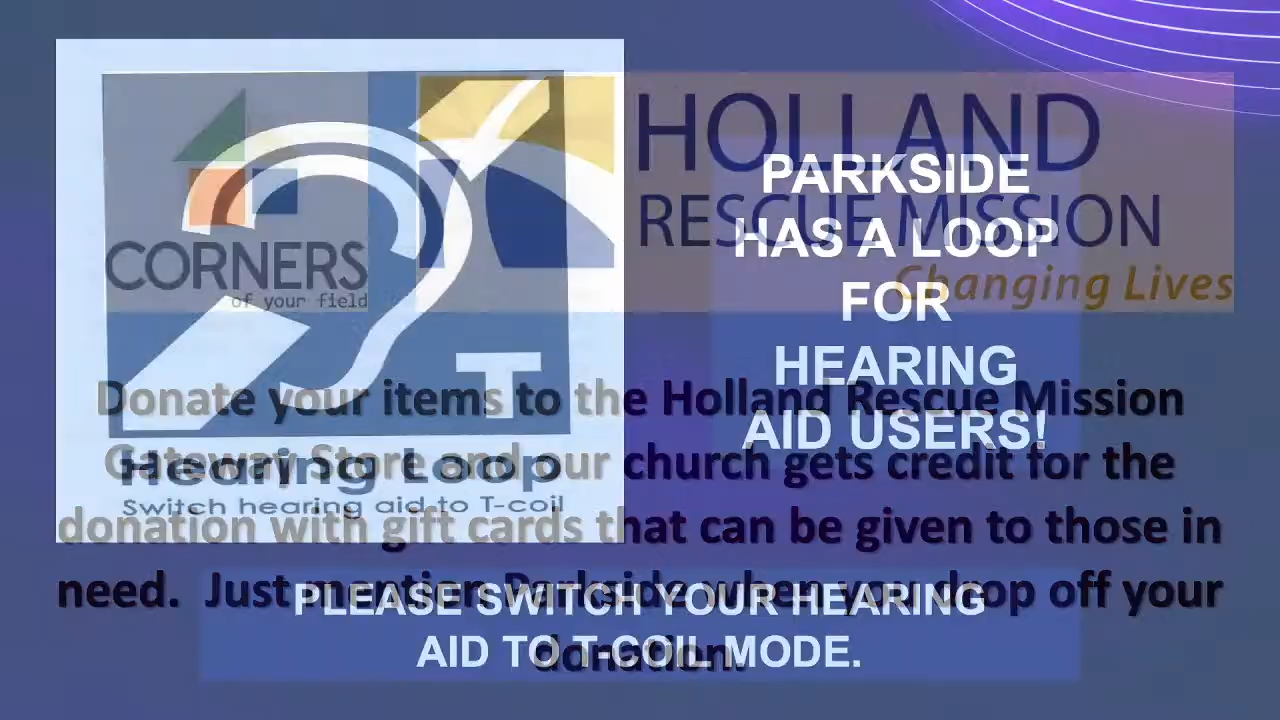 HOLLAND
RESCUE MISSION
Changing Lives
CORNERS
of your field
PARKSIDE
HAS A LOOP
FOR
HEARING
AID USERS!
T
Hearing Loop
Switch hearing aid to T-coil
Donate your items to the Holland Rescue Mission
Gateway Store and our church gets credit for the
donation with gift cards that can be given to those in
need. Just mention Parkside when you drop off your
donation.
PLEASE SWITCH YOUR HEARING
AID TO T-COIL MODE.